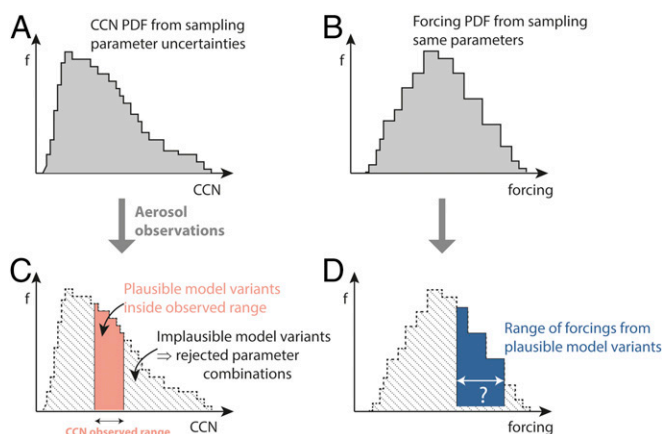 A
CCN PDF from sampling
parameter uncertainties
f
CCN
B
Forcing PDF from sampling
same parameters
f
forcing
Aerosol
observations
C
f
Plausible model variants
inside observed range
Implausible model variants
⇒ rejected parameter
combinations
CCN
CCN observed range
D
f
Range of forcings from
plausible model variants
?
forcing